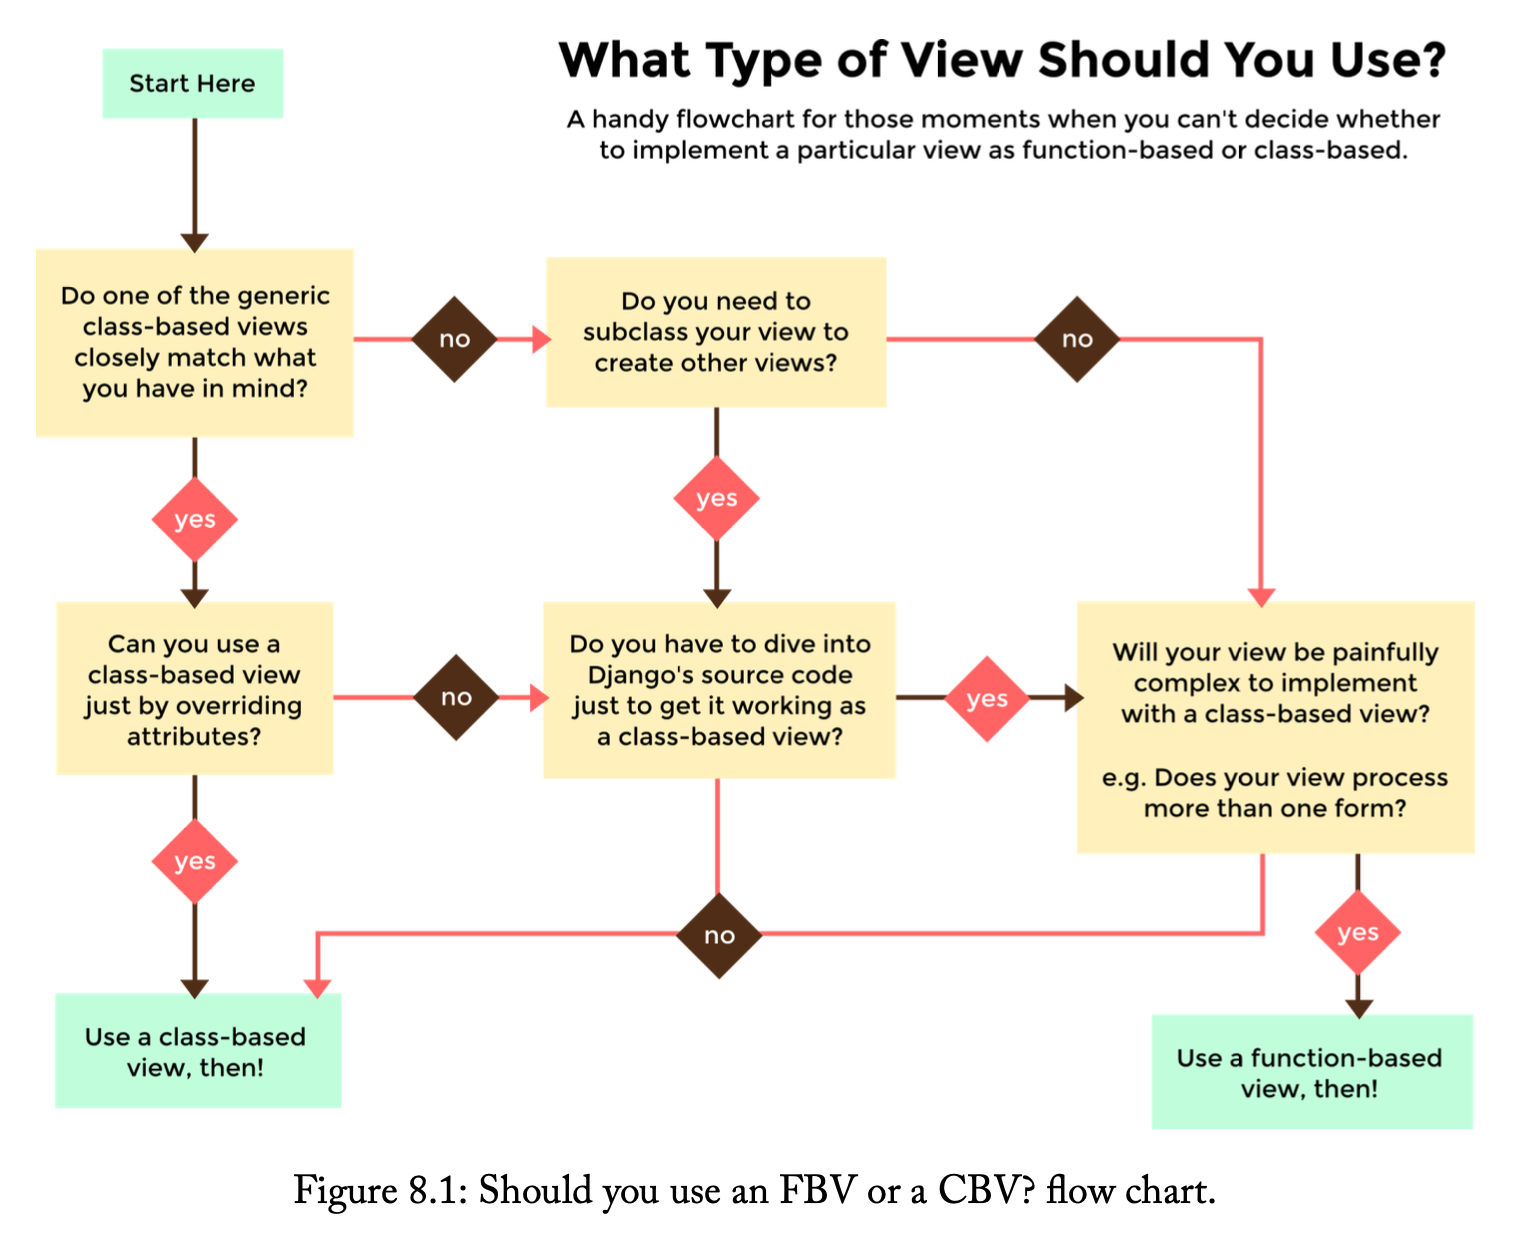 What Type of View Should You Use?
A handy flowchart for those moments when you can't decide whether
to implement a particular view as function-based or class-based.
Start Here
Do one of the generic
class-based views
closely match what
you have in mind?
no
Do you need to
subclass your view to
create other views?
no
yes
yes
Can you use a
class-based view
just by overriding
attributes?
no
Do you have to dive into
Django's source code
just to get it working as
a class-based view?
yes
Will your view be painfully
complex to implement
with a class-based view?
e.g. Does your view process
more than one form?
yes
no
yes
Use a class-based
view, then!
Use a function-based
view, then!
Figure 8.1: Should you use an FBV or a CBV? flow chart.